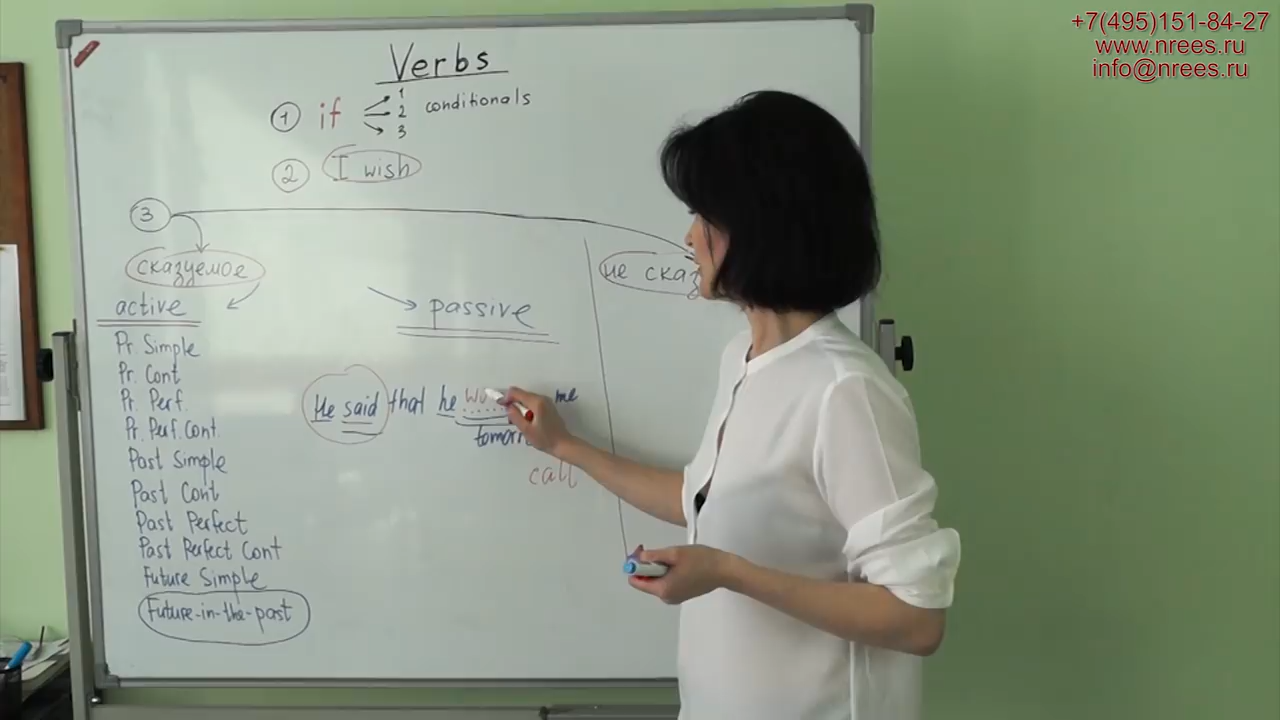 +7(495)151-84-27
www.nrees.ru
info@nrees.ru
Verbs
1 if 1 2 3 conditionals
2 I wish
3
сказуемое
не сказ
active
passive
Pr. Simple
Pr. Cont
Pr. Perf.
Pr. Perf. Cont.
Past Simple
Past Cont
Past Perfect
Past Perfect Cont
Future Simple
Future-in-the-past
He said that he me
call